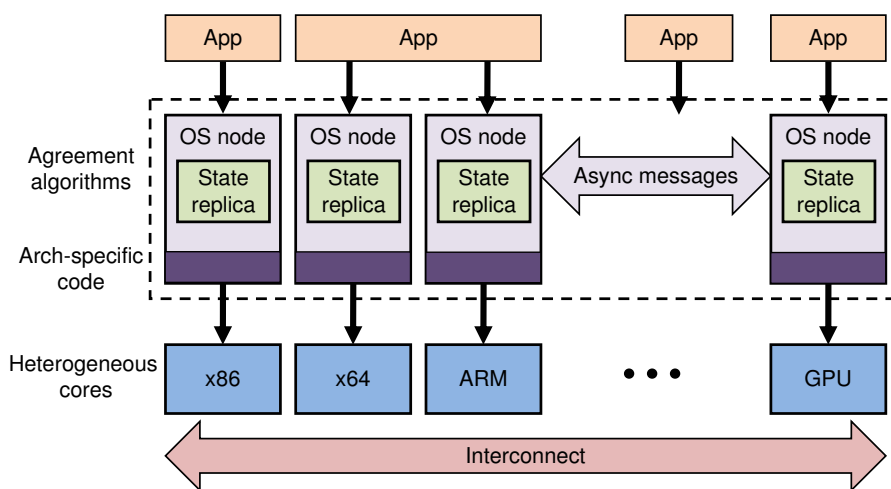 App
App
App
App
OS node
OS node
OS node
OS node
Agreement
algorithms
State
replica
State
replica
State
replica
Async messages
State
replica
Arch-specific
code
Heterogeneous
cores
x86
x64
ARM
GPU
Interconnect